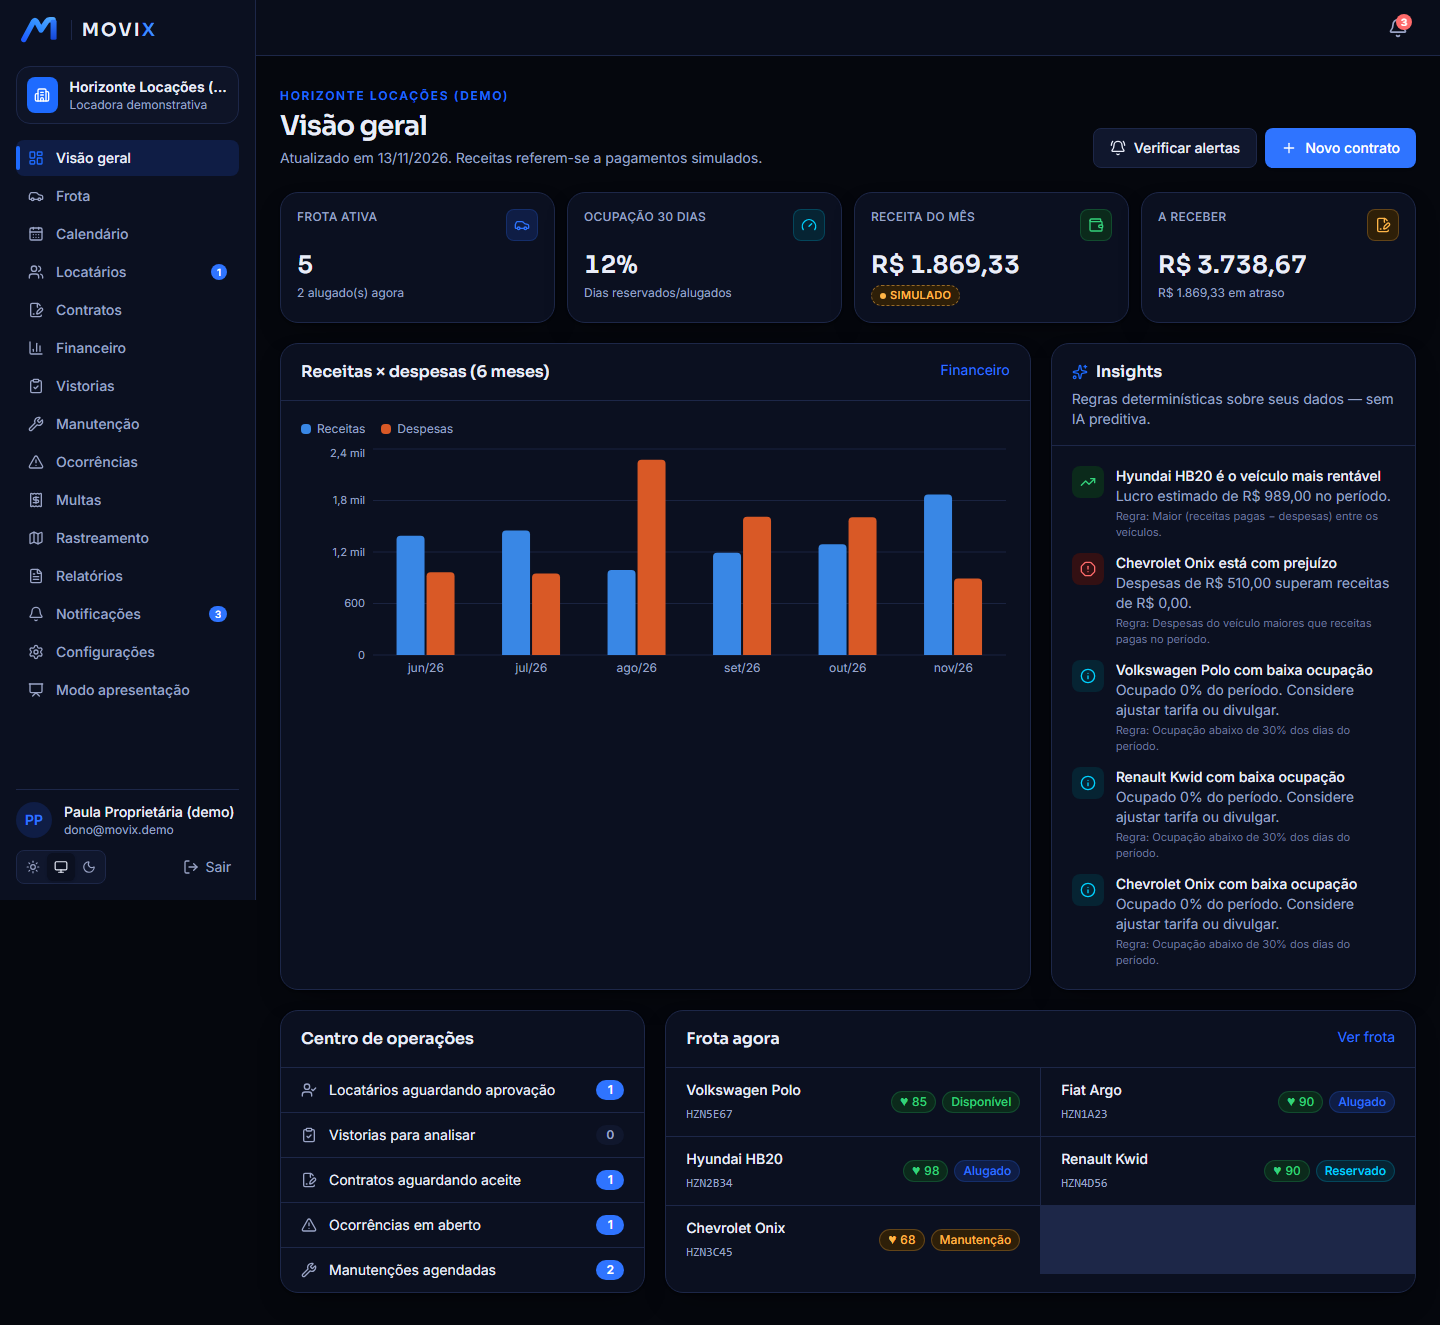 MOVIX
Horizonte Locações (...
Locadora demonstrativa
Visão geral
Frota
Calendário
Locatários
1
Contratos
Financeiro
Vistorias
Manutenção
Ocorrências
Multas
Rastreamento
Relatórios
Notificações
3
Configurações
Modo apresentação
PP
Paula Proprietária (demo)
dono@movix.demo
Sair
3
HORIZONTE LOCAÇÕES (DEMO)
Visão geral
Atualizado em 13/11/2026. Receitas referem-se a pagamentos simulados.
Verificar alertas
Novo contrato
FROTA ATIVA
5
2 alugado(s) agora
OCUPAÇÃO 30 DIAS
12%
Dias reservados/alugados
RECEITA DO MÊS
R$ 1.869,33
SIMULADO
A RECEBER
R$ 3.738,67
R$ 1.869,33 em atraso
Receitas × despesas (6 meses)
Financeiro
Receitas
Despesas
2,4 mil
1,8 mil
1,2 mil
600
0
jun/26
jul/26
ago/26
set/26
out/26
nov/26
Insights
Regras determinísticas sobre seus dados — sem
IA preditiva.
Hyundai HB20 é o veículo mais rentável
Lucro estimado de R$ 989,00 no período.
Regra: Maior (receitas pagas − despesas) entre os
veículos.
Chevrolet Onix está com prejuízo
Despesas de R$ 510,00 superam receitas
de R$ 0,00.
Regra: Despesas do veículo maiores que receitas
pagas no período.
Volkswagen Polo com baixa ocupação
Ocupado 0% do período. Considere
ajustar tarifa ou divulgar.
Regra: Ocupação abaixo de 30% dos dias do
período.
Renault Kwid com baixa ocupação
Ocupado 0% do período. Considere
ajustar tarifa ou divulgar.
Regra: Ocupação abaixo de 30% dos dias do
período.
Chevrolet Onix com baixa ocupação
Ocupado 0% do período. Considere
ajustar tarifa ou divulgar.
Regra: Ocupação abaixo de 30% dos dias do
período.
Centro de operações
Locatários aguardando aprovação
1
Vistorias para analisar
0
Contratos aguardando aceite
1
Ocorrências em aberto
1
Manutenções agendadas
2
Frota agora
Ver frota
Volkswagen Polo
HZN5E67
♥ 85
Disponível
Fiat Argo
HZN1A23
♥ 90
Alugado
Hyundai HB20
HZN2B34
♥ 98
Alugado
Renault Kwid
HZN4D56
♥ 90
Reservado
Chevrolet Onix
HZN3C45
♥ 68
Manutenção